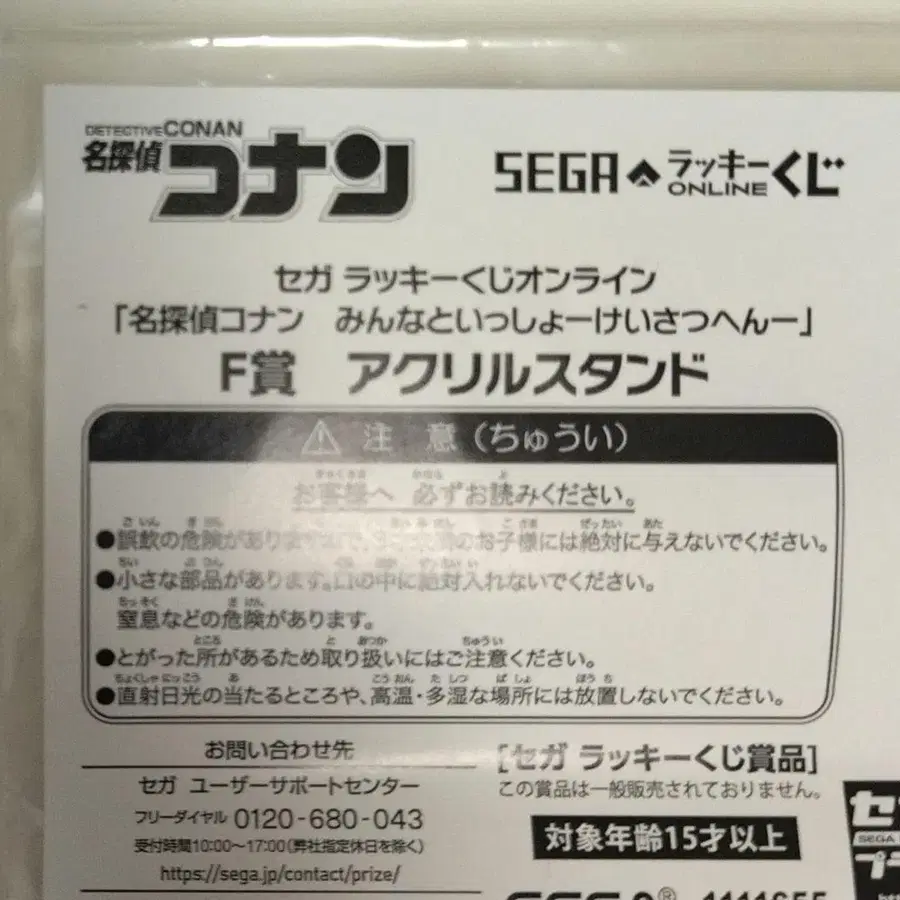 DETECTIVE CONAN
名探偵コナン
SEGA ラッキーくじ ONLINE
セガ ラッキーくじオンライン
「名探偵コナン みんなといっしょーけいさつへんー」
F賞 アクリルスタンド
注意(ちゅうい)
お客様へ 必ずお読みください。
●誤飲の危険がありますので、のお子様には絶対に与えないでください。
●小さな部品があります。口の中に絶対入れないでください。
窒息などの危険があります。
●とがった所があるため取り扱いにはご注意ください。
●直射日光の当たるところや、高温・多湿な場所には放置しないでください。
お問い合わせ先
セガ ユーザーサポートセンター
フリーダイヤル 0120-680-043
受付時間10:00〜17:00(弊社指定休日を除く)
https://sega.jp/contact/prize/
[セガ ラッキーくじ賞品]
この賞品は一般販売されておりません。
対象年齢15才以上